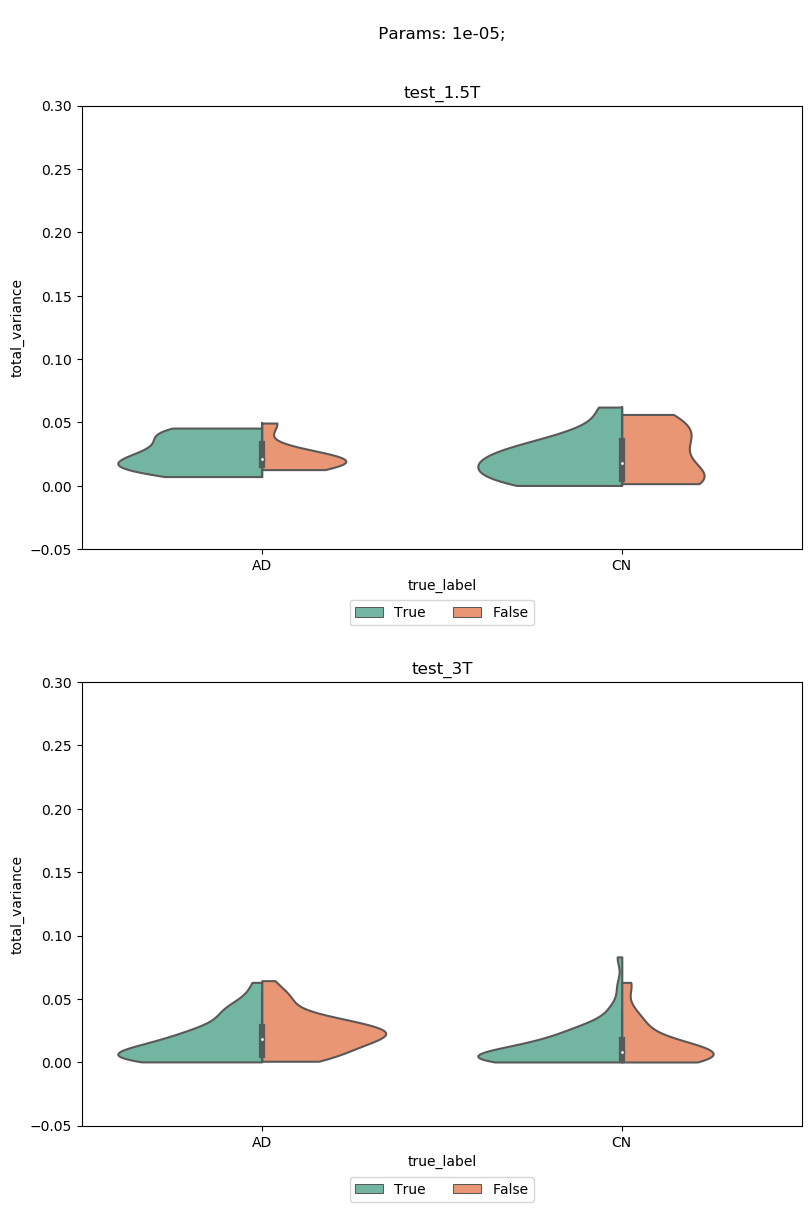 Params: 1e-05;
test_1.5T
0.30
0.25
0.20
0.15
0.10
0.05
0.00
−0.05
total_variance
AD CN
true_label
True False
test_3T
0.30
0.25
0.20
0.15
0.10
0.05
0.00
−0.05
total_variance
AD CN
true_label
True False